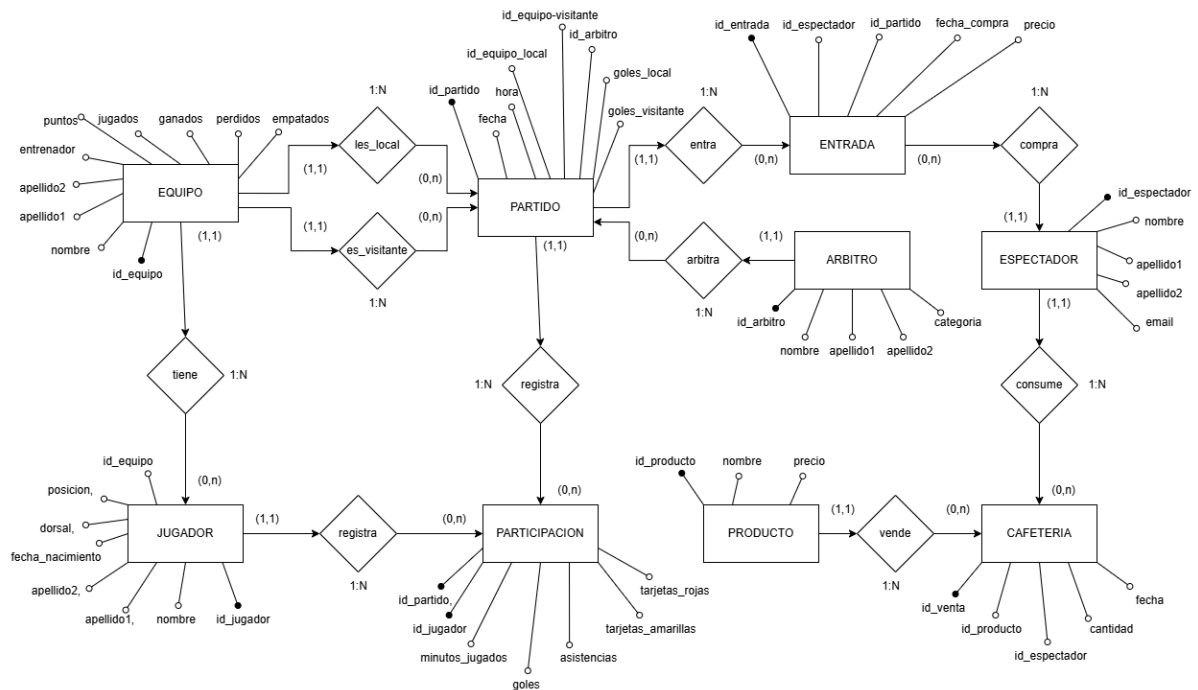 id_equipo-visitante
id_equipo_local
id_arbitro
id_partido
hora
goles_local
fecha
goles_visitante
id_entrada
id_espectador
id_partido
fecha_compra
precio
puntos
jugados
ganados
perdidos
empatados
entrenador
apellido2
apellido1
nombre
id_equipo
EQUIPO
(1,1)
1:N
les_local
(1,1)
(0,n)
es_visitante
(1,1)
(0,n)
1:N
PARTIDO
(1,1)
1:N
entra
(1,1)
(0,n)
ENTRADA
1:N
compra
(0,n)
(1,1)
(0,n)
arbitra
(1,1)
1:N
ARBITRO
id_arbitro
nombre
apellido1
apellido2
categoria
ESPECTADOR
(1,1)
id_espectador
nombre
apellido1
apellido2
email
tiene
1:N
(0,n)
1:N
registra
(0,n)
consume
1:N
(0,n)
id_equipo
posicion,
dorsal,
fecha_nacimiento
apellido2,
apellido1,
nombre
id_jugador
JUGADOR
(1,1)
registra
(0,n)
1:N
PARTICIPACION
id_partido,
id_jugador
minutos_jugados
goles
asistencias
tarjetas_amarillas
tarjetas_rojas
id_producto
nombre
precio
PRODUCTO
(1,1)
vende
(0,n)
1:N
CAFETERIA
id_venta
id_producto
id_espectador
cantidad
fecha